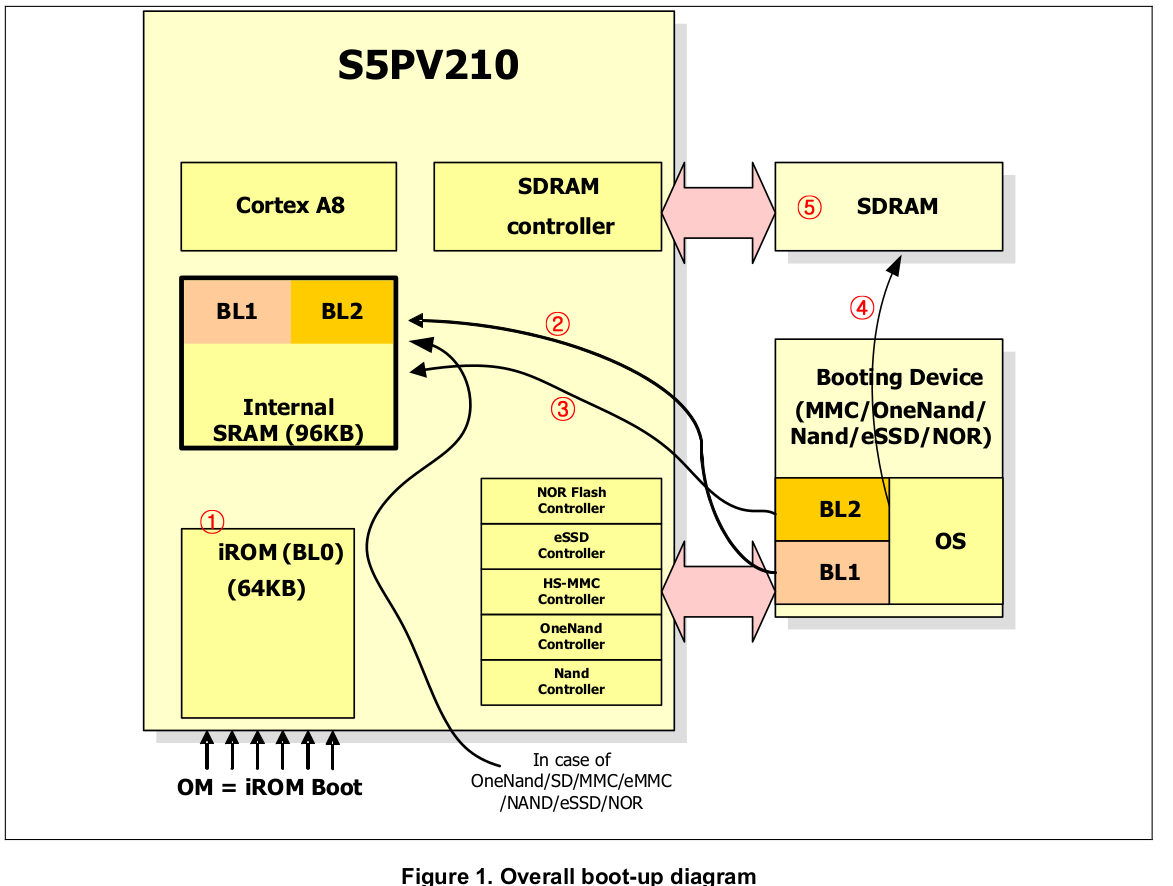 S5PV210
Cortex A8
SDRAM
controller
⑤ SDRAM
BL1 BL2
Internal
SRAM (96KB)
②
③
④
Booting Device
(MMC/OneNand/
Nand/eSSD/NOR)
BL2
BL1
OS
NOR Flash
Controller
eSSD
Controller
HS-MMC
Controller
OneNand
Controller
Nand
Controller
①
iROM (BL0)
(64KB)
OM = iROM Boot
In case of
OneNand/SD/MMC/eMMC
/NAND/eSSD/NOR
Figure 1. Overall boot-up diagram